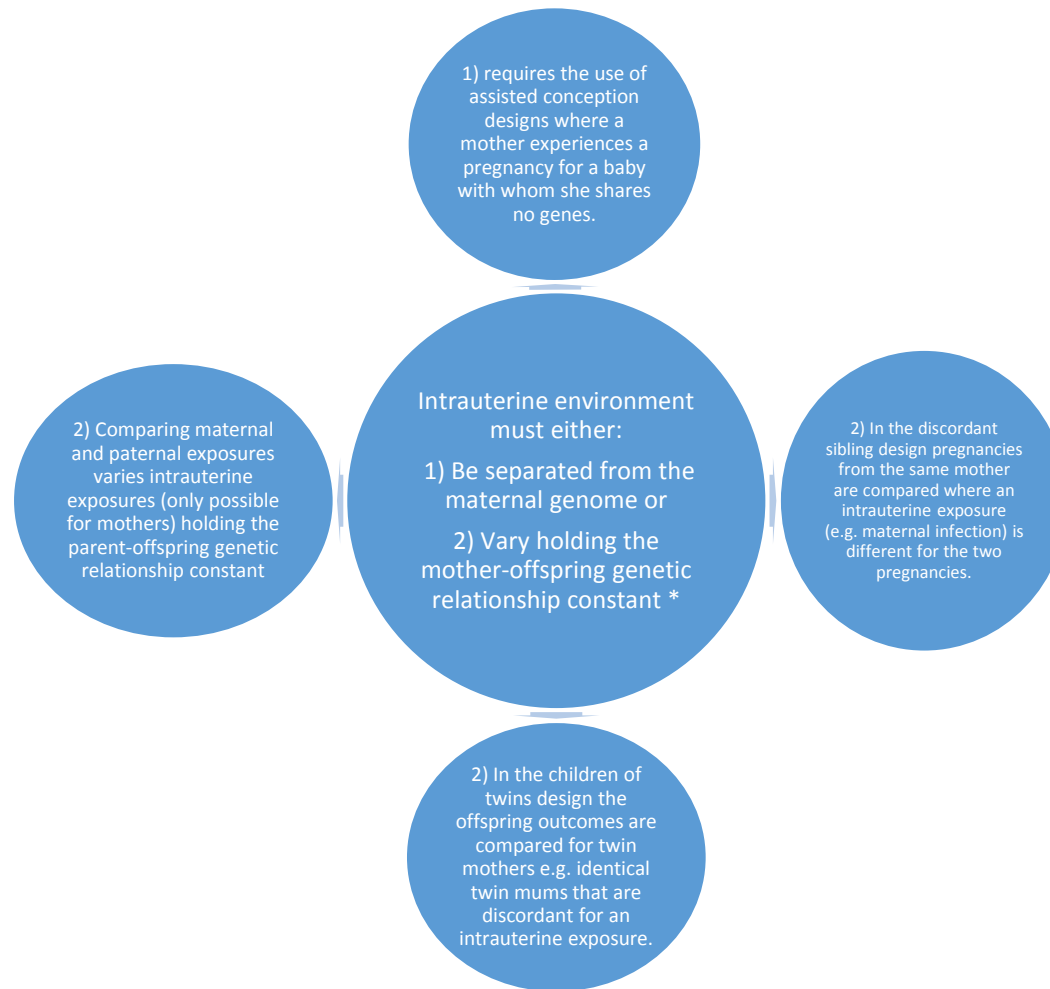 1) requires the use of
assisted conception
designs where a
mother experiences a
pregnancy for a baby
with whom she shares
no genes.
2) Comparing maternal
and paternal exposures
varies intrauterine
exposures (only possible
for mothers) holding the
parent-offspring genetic
relationship constant
Intrauterine environment
must either:
1) Be separated from the
maternal genome or
2) Vary holding the
mother-offspring genetic
relationship constant *
2) In the discordant
sibling design pregnancies
from the same mother
are compared where an
intrauterine exposure
(e.g. maternal infection) is
different for the two
pregnancies.
2) In the children of
twins design the
offspring outcomes are
compared for twin
mothers e.g. identical
twin mums that are
discordant for an
intrauterine exposure.